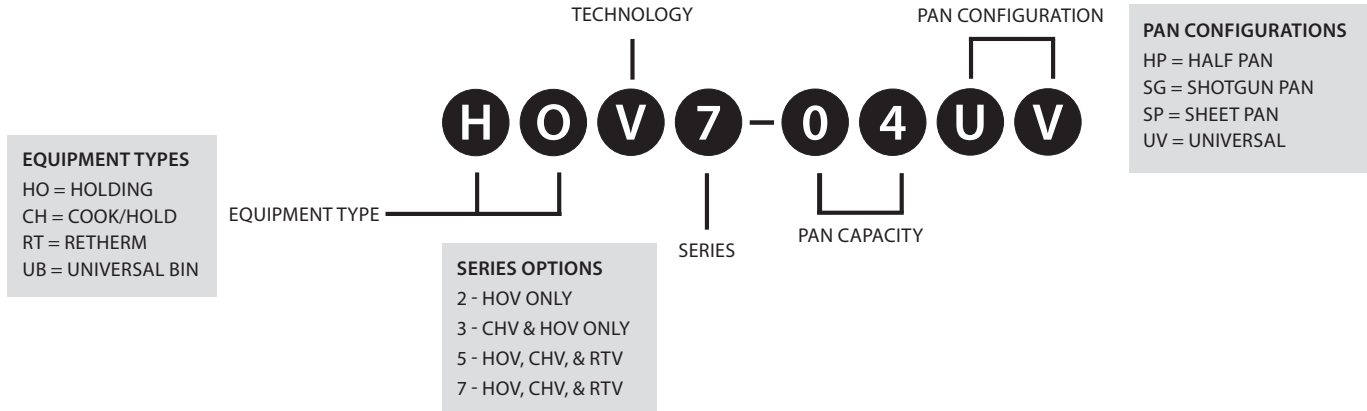 TECHNOLOGY
PAN CONFIGURATION
HOV7-04UV
EQUIPMENT TYPE
SERIES
PAN CAPACITY
EQUIPMENT TYPES
HO = HOLDING
CH = COOK/HOLD
RT = RETHERM
UB = UNIVERSAL BIN
SERIES OPTIONS
2 - HOV ONLY
3 - CHV & HOV ONLY
5 - HOV, CHV, & RTV
7 - HOV, CHV, & RTV
PAN CONFIGURATIONS
HP = HALF PAN
SG = SHOTGUN PAN
SP = SHEET PAN
UV = UNIVERSAL